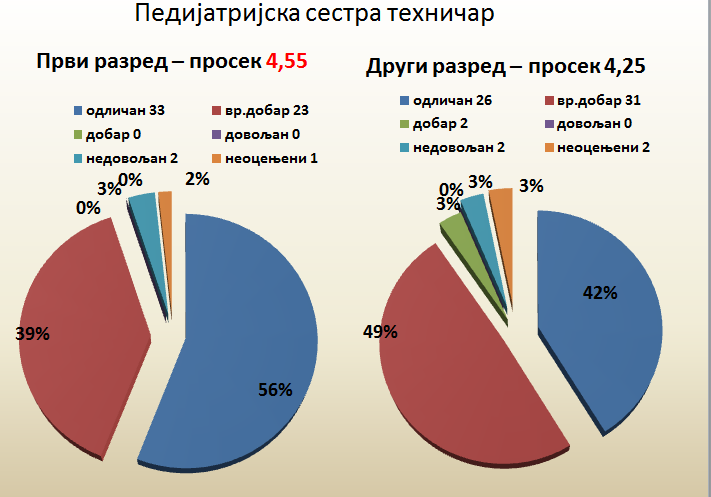 Педијатријска сестра техничар
Први разред – просек 4,55
одличан 33 вр.добар 23
добар 0 довољан 0
недовољан 2 неоцењени 1
56%
39%
0%
0%
3%
2%
Други разред – просек 4,25
одличан 26 вр.добар 31
добар 2 довољан 0
недовољан 2 неоцењени 2
42%
49%
3%
0%
3%
3%